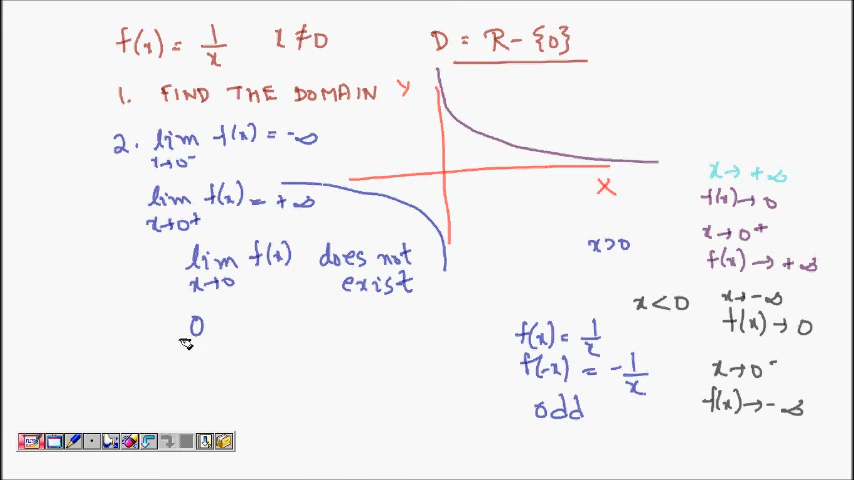 f(x) = 1/x   x ≠ 0   D = R - {0}
1. FIND THE DOMAIN
Y
2. lim x→0⁻ f(x) = -∞
lim x→0⁺ f(x) = +∞
X
lim x→0 f(x) does not exist
0
x>0
x → +∞
f(x) → 0
x → 0⁺
f(x) → +∞
x < 0
x → -∞
f(x) → 0
x → 0⁻
f(x) → -∞
f(x) = 1/x
f(-x) = -1/x
odd